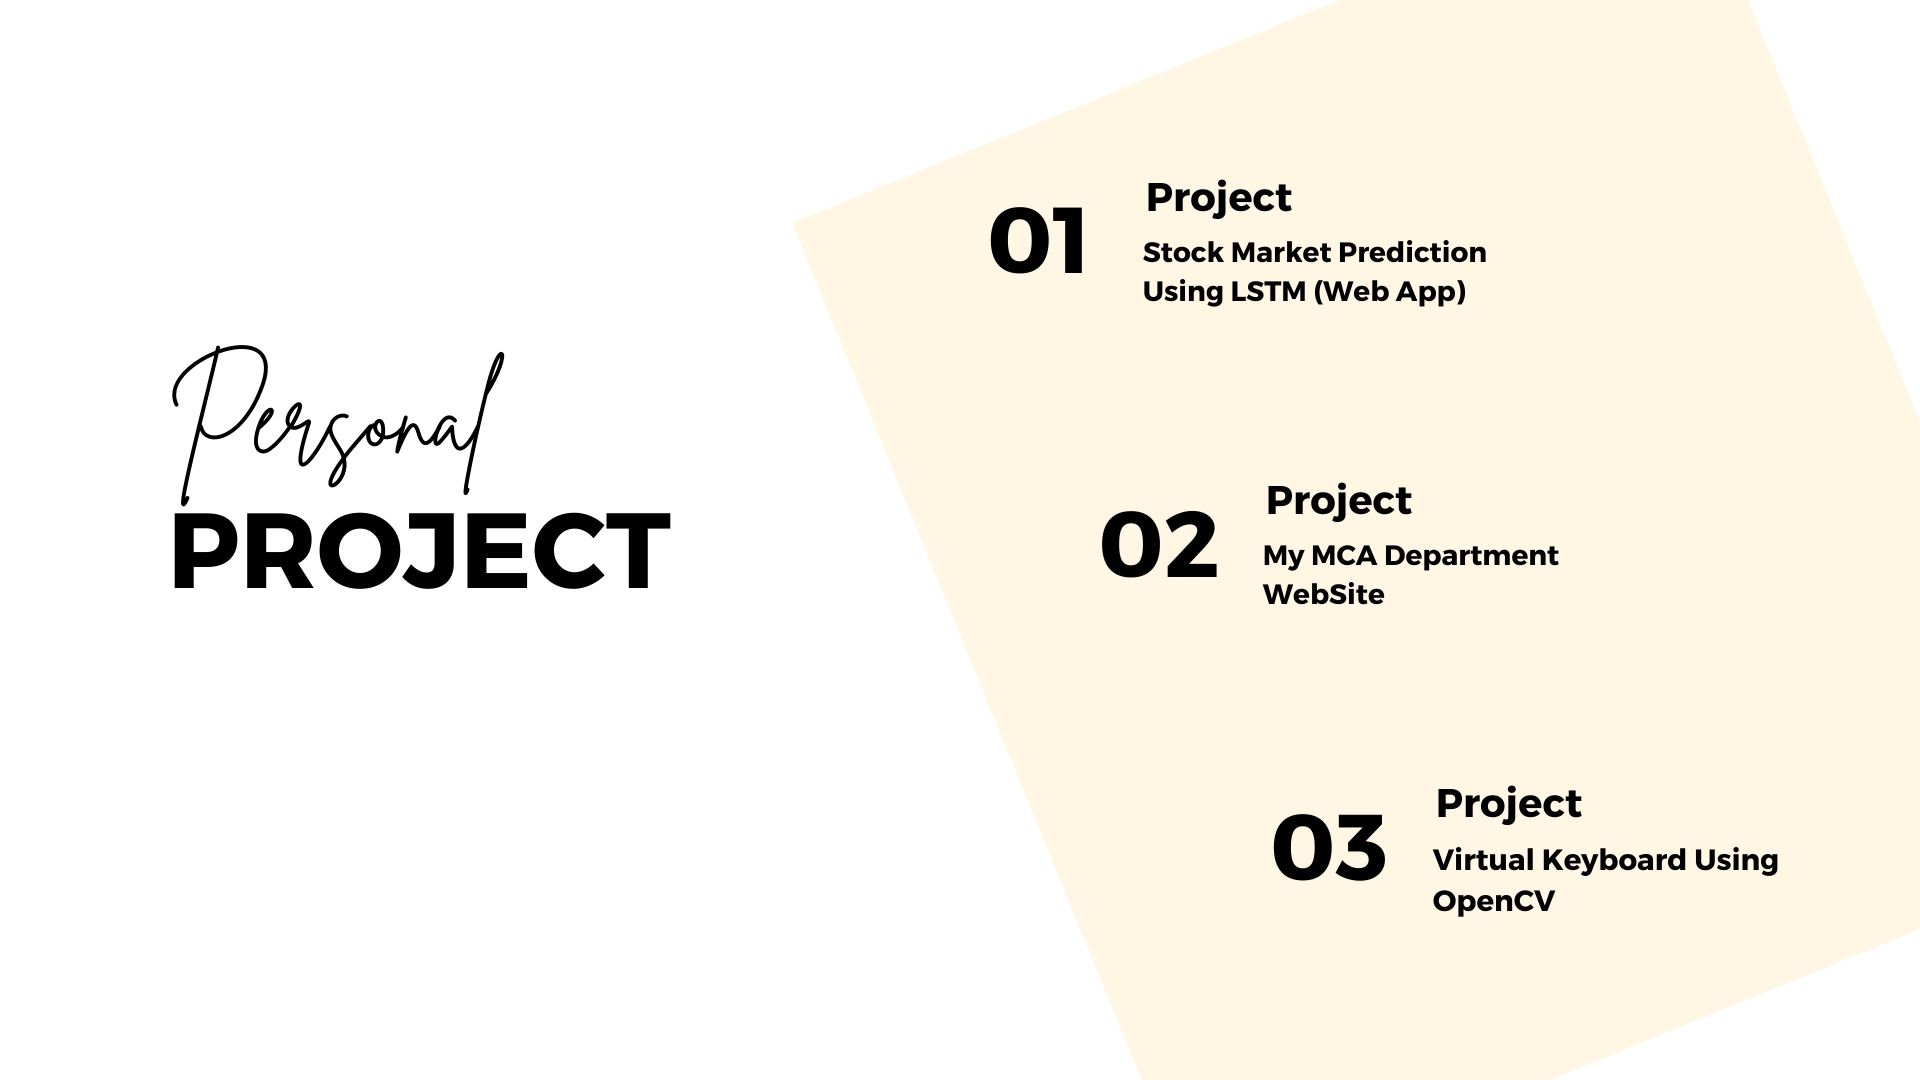 Personal
PROJECT
01
Project
Stock Market Prediction
Using LSTM (Web App)
02
Project
My MCA Department
WebSite
03
Project
Virtual Keyboard Using
OpenCV